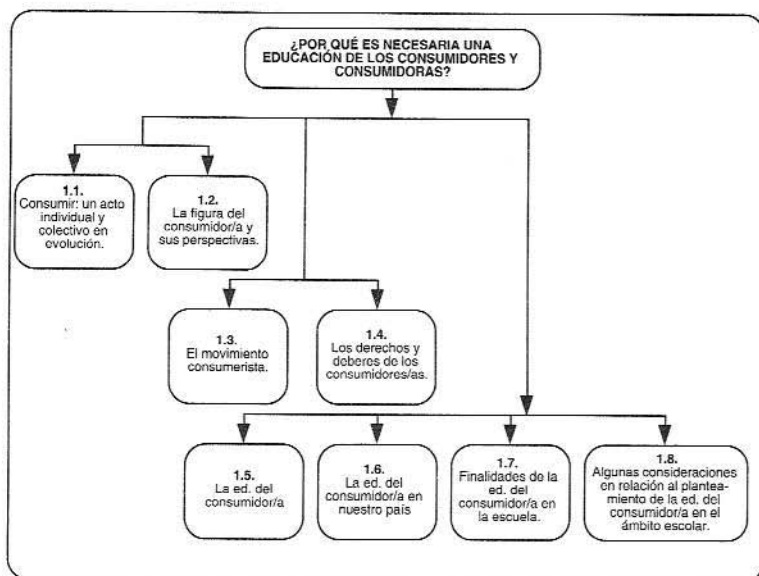 ¿POR QUÉ ES NECESARIA UNA
EDUCACIÓN DE LOS CONSUMIDORES Y
CONSUMIDORAS?
1.1.
Consumir: un acto
individual y
colectivo en
evolución.
1.2.
La figura del
consumidor/a y
sus perspectivas.
1.3.
El movimiento
consumerista.
1.4.
Los derechos y
deberes de los
consumidores/as.
1.5.
La ed. del
consumidor/a
1.6.
La ed. del
consumidor/a en
nuestro país
1.7.
Finalidades de la
ed. del
consumidor/a en
la escuela.
1.8.
Algunas consideraciones
en relación al plantea-
miento de la ed. del
consumidor/a en el
ámbito escolar.